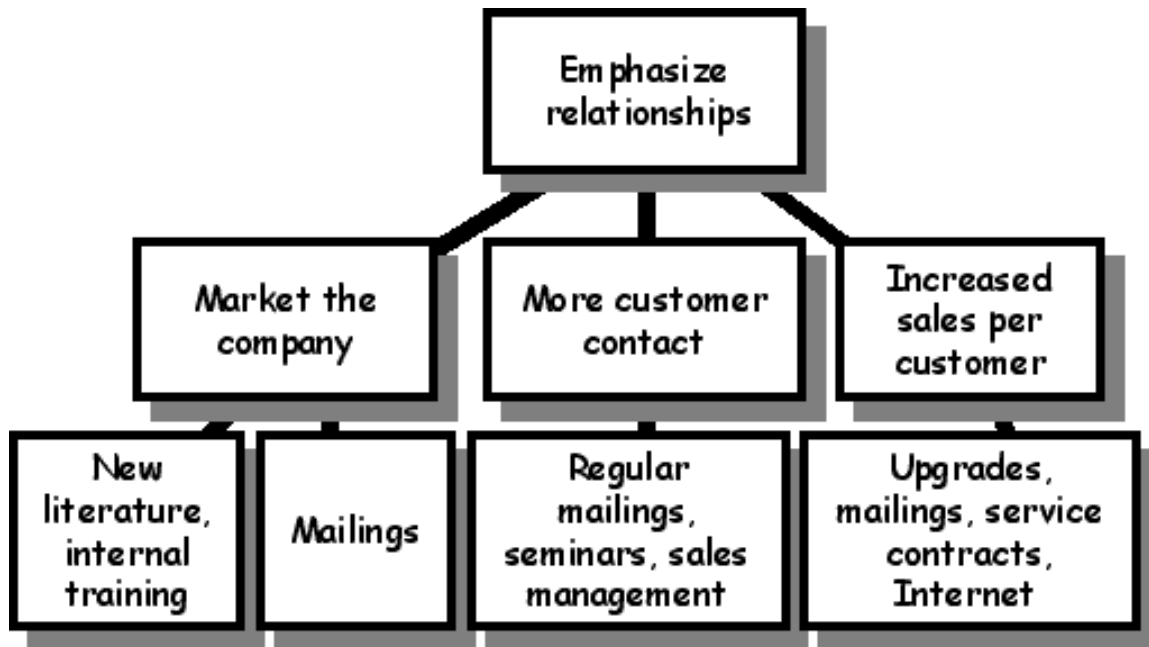 Emphasize
relationships
Market the
company
More customer
contact
Increased
sales per
customer
New
literature,
internal
training
Mailings
Regular
mailings,
seminars, sales
management
Upgrades,
mailings, service
contracts,
Internet